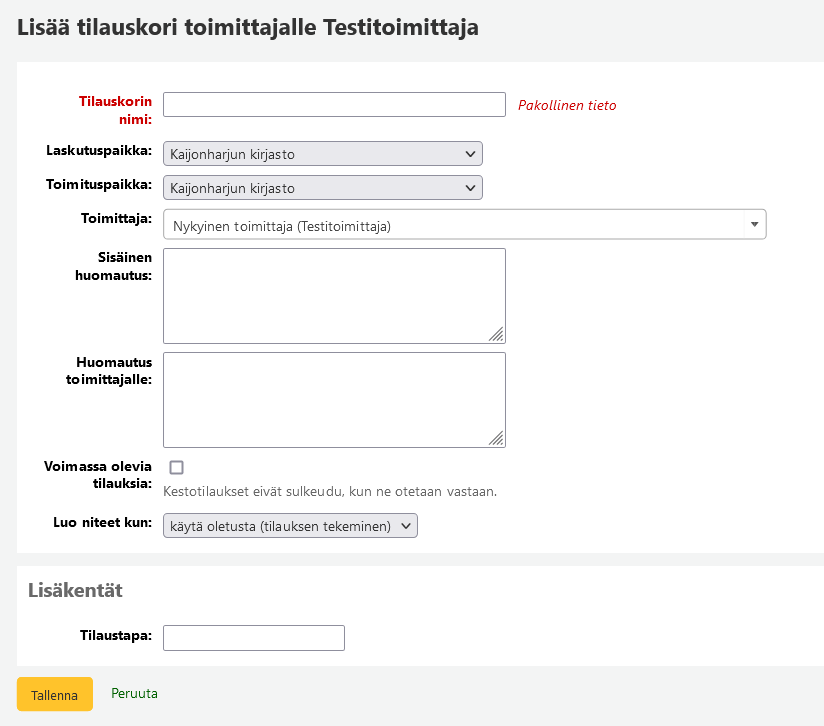 Lisää tilauskori toimittajalle Testitoimittaja
Tilauskorin
nimi:
Pakollinen tieto
Laskutuspaikka:
Kaijonharjun kirjasto
Toimituspaikka:
Kaijonharjun kirjasto
Toimittaja:
Nykyinen toimittaja (Testitoimittaja)
Sisäinen
huomautus:
Huomautus
toimittajalle:
Voimassa olevia
tilauksia:
Kestotilaukset eivät sulkeudu, kun ne otetaan vastaan.
Luo niteet kun:
käytä oletusta (tilauksen tekeminen)
Lisäkentät
Tilaustapa:
Tallenna
Peruuta